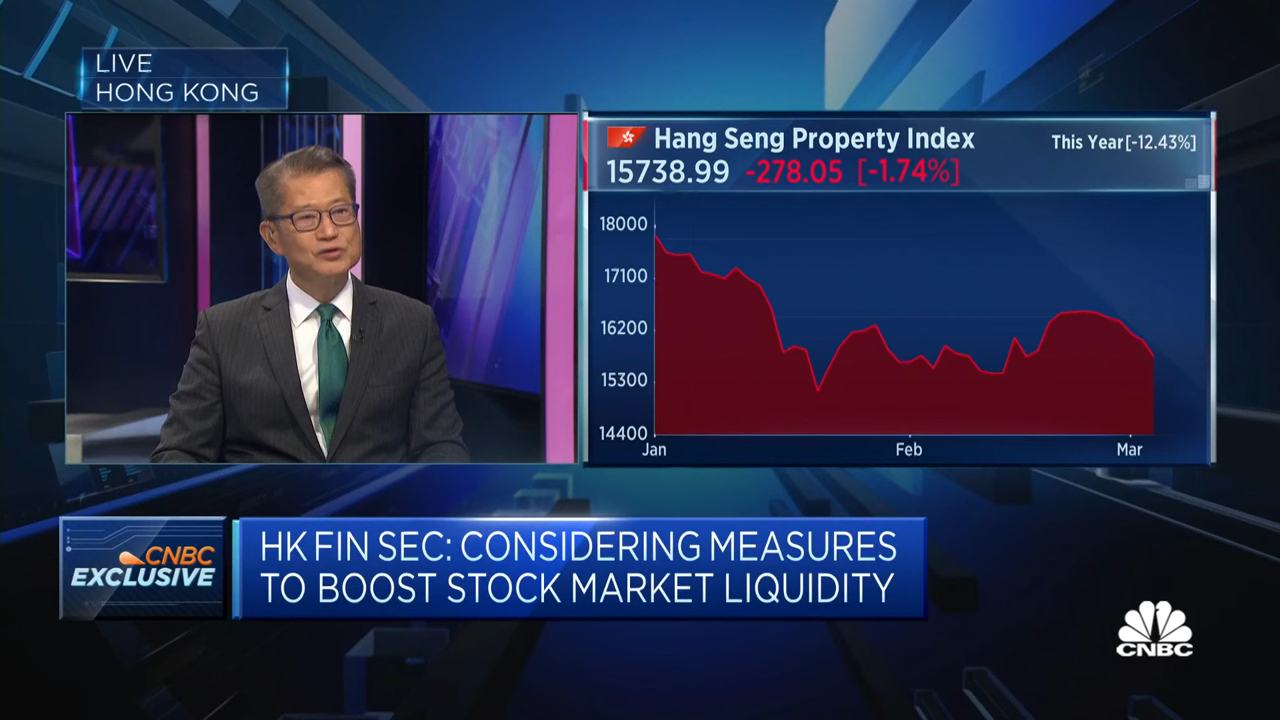 LIVE
HONG KONG
Hang Seng Property Index
This Year[-12.43%]
15738.99 -278.05 [-1.74%]
18000
17100
16200
15300
14400
Jan Feb Mar
CNBC
EXCLUSIVE
HK FIN SEC: CONSIDERING MEASURES
TO BOOST STOCK MARKET LIQUIDITY
CNBC